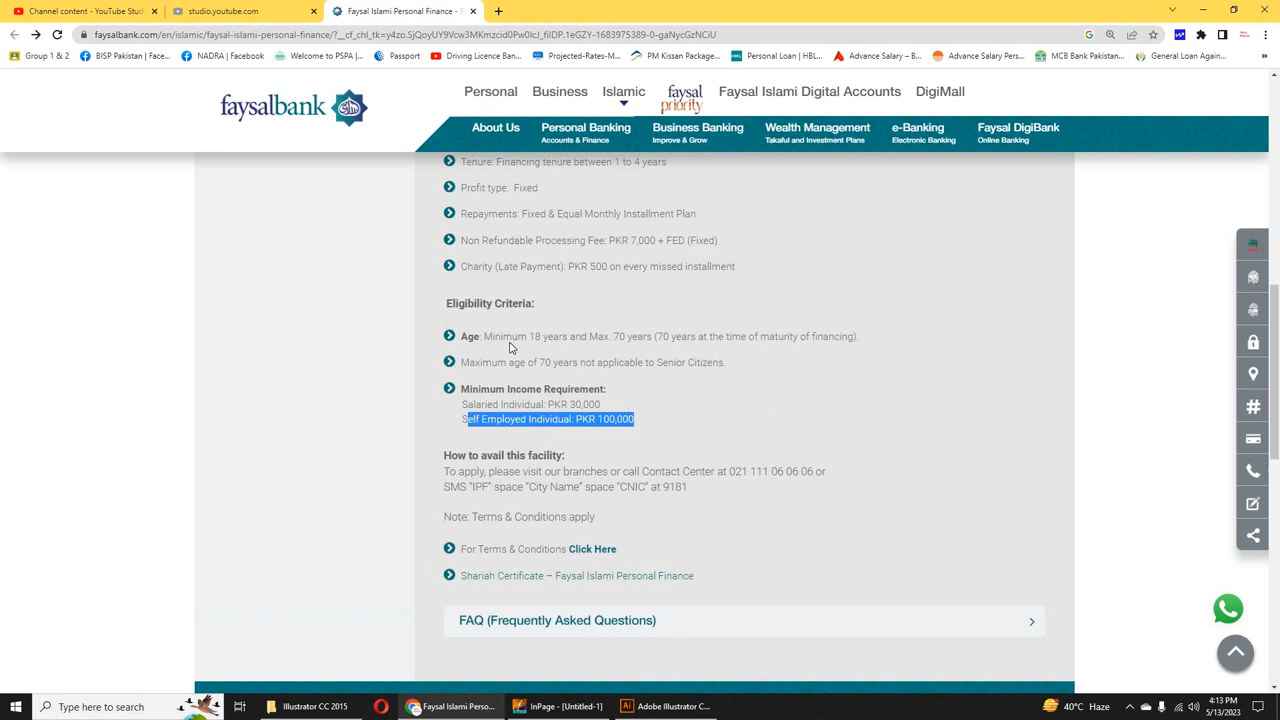 Channel content - YouTube
studio.youtube.com
Faysal Islami Personal Finance -
faysalbank.com/en/islamic/faysal-islami-personal-finance/?__cf_chl_tk=
Group 1 & 2
BISP Pakistan | Face...
NADRA | Facebook
Welcome to PSPA |...
Passport
Driving Licence Ban...
Projected-Rates-M...
PM Kissan Package...
Personal Loan | HBL...
Advance Salary – B...
Advance Salary Pers...
MCB Bank Pakistan...
General Loan Again...
faysalbank
Personal
Business
Islamic
faysal priority
Faysal Islami Digital Accounts
DigiMall
About Us
Personal Banking
Accounts & Finance
Business Banking
Improve & Grow
Wealth Management
Takaful and Investment Plans
e-Banking
Electronic Banking
Faysal DigiBank
Online Banking
Tenure: Financing tenure between 1 to 4 years
Profit type: Fixed
Repayments: Fixed & Equal Monthly Installment Plan
Non Refundable Processing Fee: PKR 7,000 + FED (Fixed)
Charity (Late Payment): PKR 500 on every missed installment
Eligibility Criteria:
Age: Minimum 18 years and Max. 70 years (70 years at the time of maturity of financing).
Maximum age of 70 years not applicable to Senior Citizens.
Minimum Income Requirement:
Salaried Individual: PKR 30,000
Self Employed Individual: PKR 100,000
How to avail this facility:
To apply, please visit our branches or call Contact Center at 021 111 06 06 06 or
SMS “IPF” space “City Name” space “CNIC” at 9181
Note: Terms & Conditions apply
For Terms & Conditions Click Here
Shariah Certificate – Faysal Islami Personal Finance
FAQ (Frequently Asked Questions)
Type here to search
Illustrator CC 2015
Faysal Islami Perso...
InPage - [Untitled-1]
Adobe Illustrator C...
40°C Haze
4:13 PM
5/13/2023